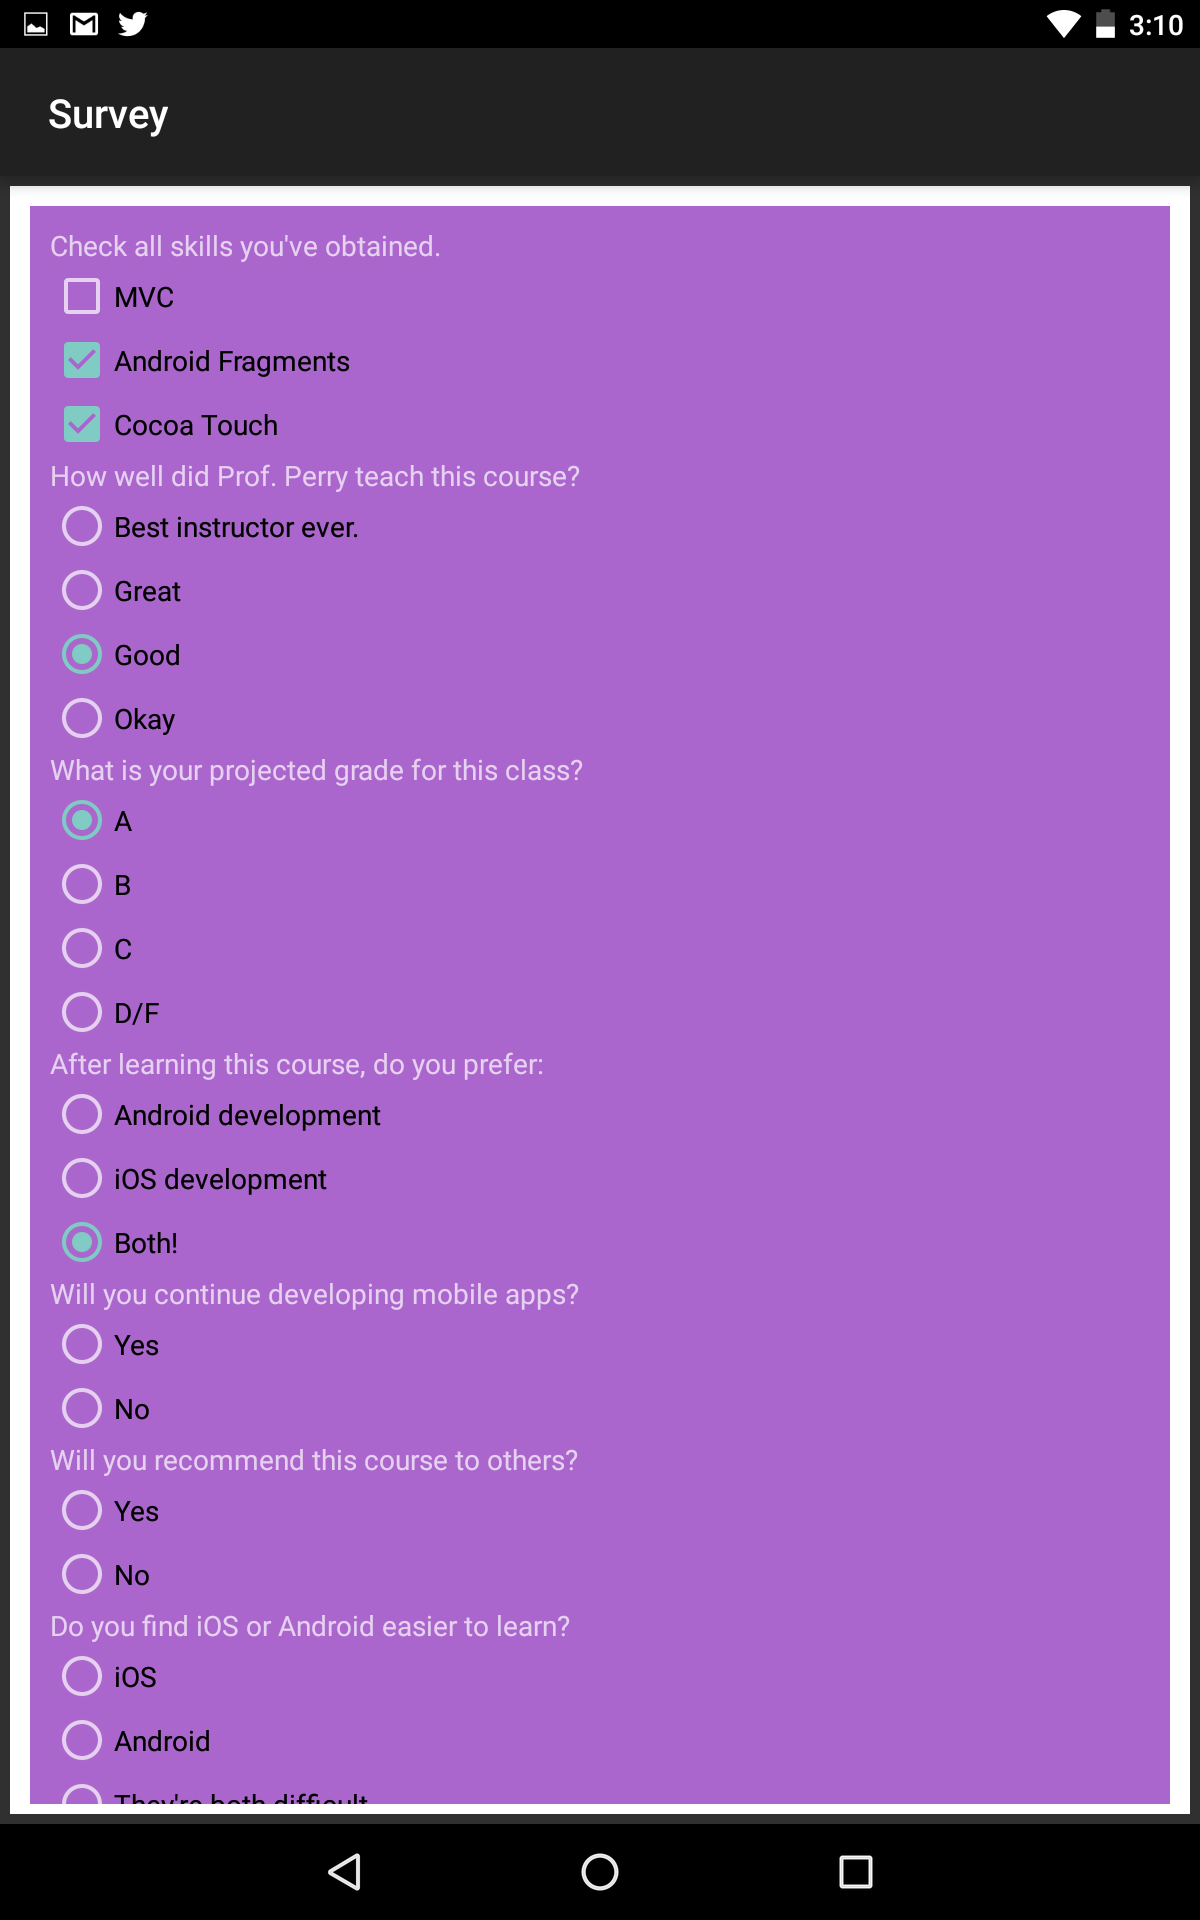 3:10
Survey
Check all skills you've obtained.
MVC
Android Fragments
Cocoa Touch
How well did Prof. Perry teach this course?
Best instructor ever.
Great
Good
Okay
What is your projected grade for this class?
A
B
C
D/F
After learning this course, do you prefer:
Android development
iOS development
Both!
Will you continue developing mobile apps?
Yes
No
Will you recommend this course to others?
Yes
No
Do you find iOS or Android easier to learn?
iOS
Android
They're both difficult